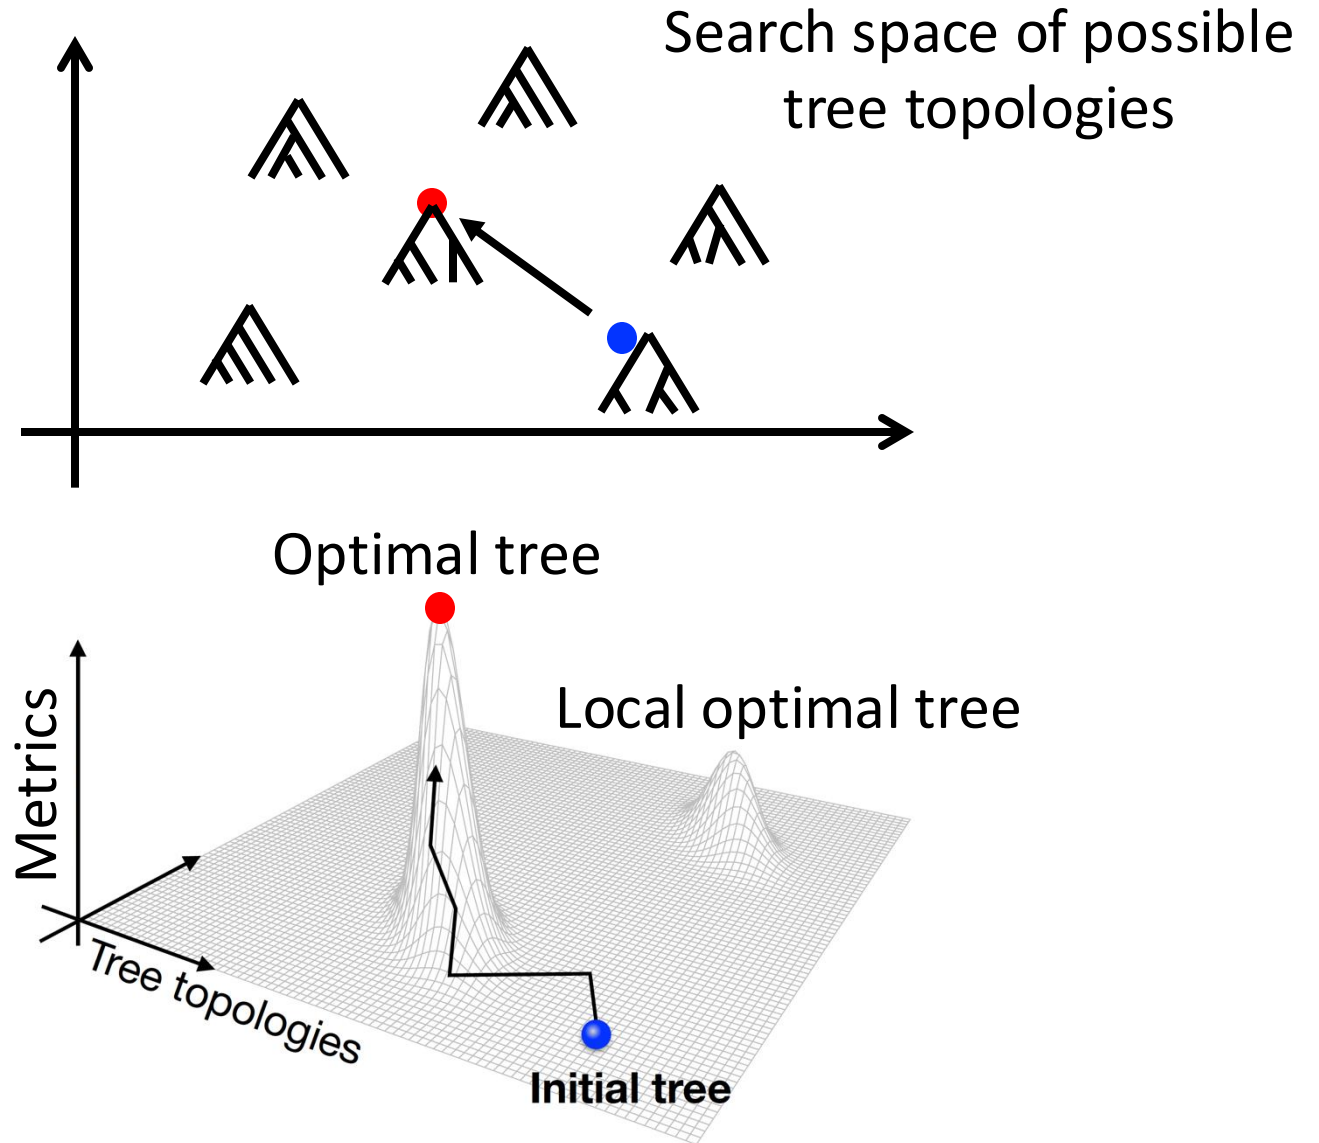 Search space of possible
tree topologies
Optimal tree
Local optimal tree
Metrics
Tree topologies
Initial tree